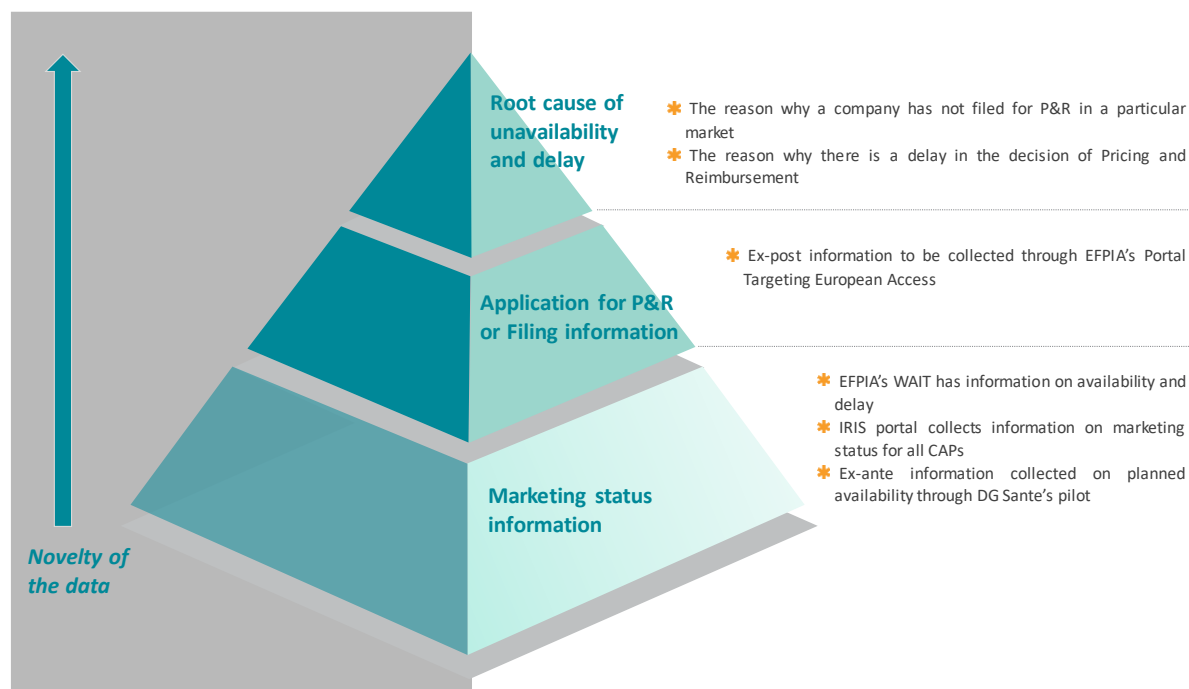 Root cause of
unavailability
and delay
✱ The reason why a company has not filed for P&R in a particular
market
✱ The reason why there is a delay in the decision of Pricing and
Reimbursement
Application for P&R
or Filing information
✱ Ex-post information to be collected through EFPIA’s Portal
Targeting European Access
Marketing status
information
✱ EFPIA’s WAIT has information on availability and
delay
✱ IRIS portal collects information on marketing
status for all CAPs
✱ Ex-ante information collected on planned
availability through DG Sante’s pilot
Novelty of
the data